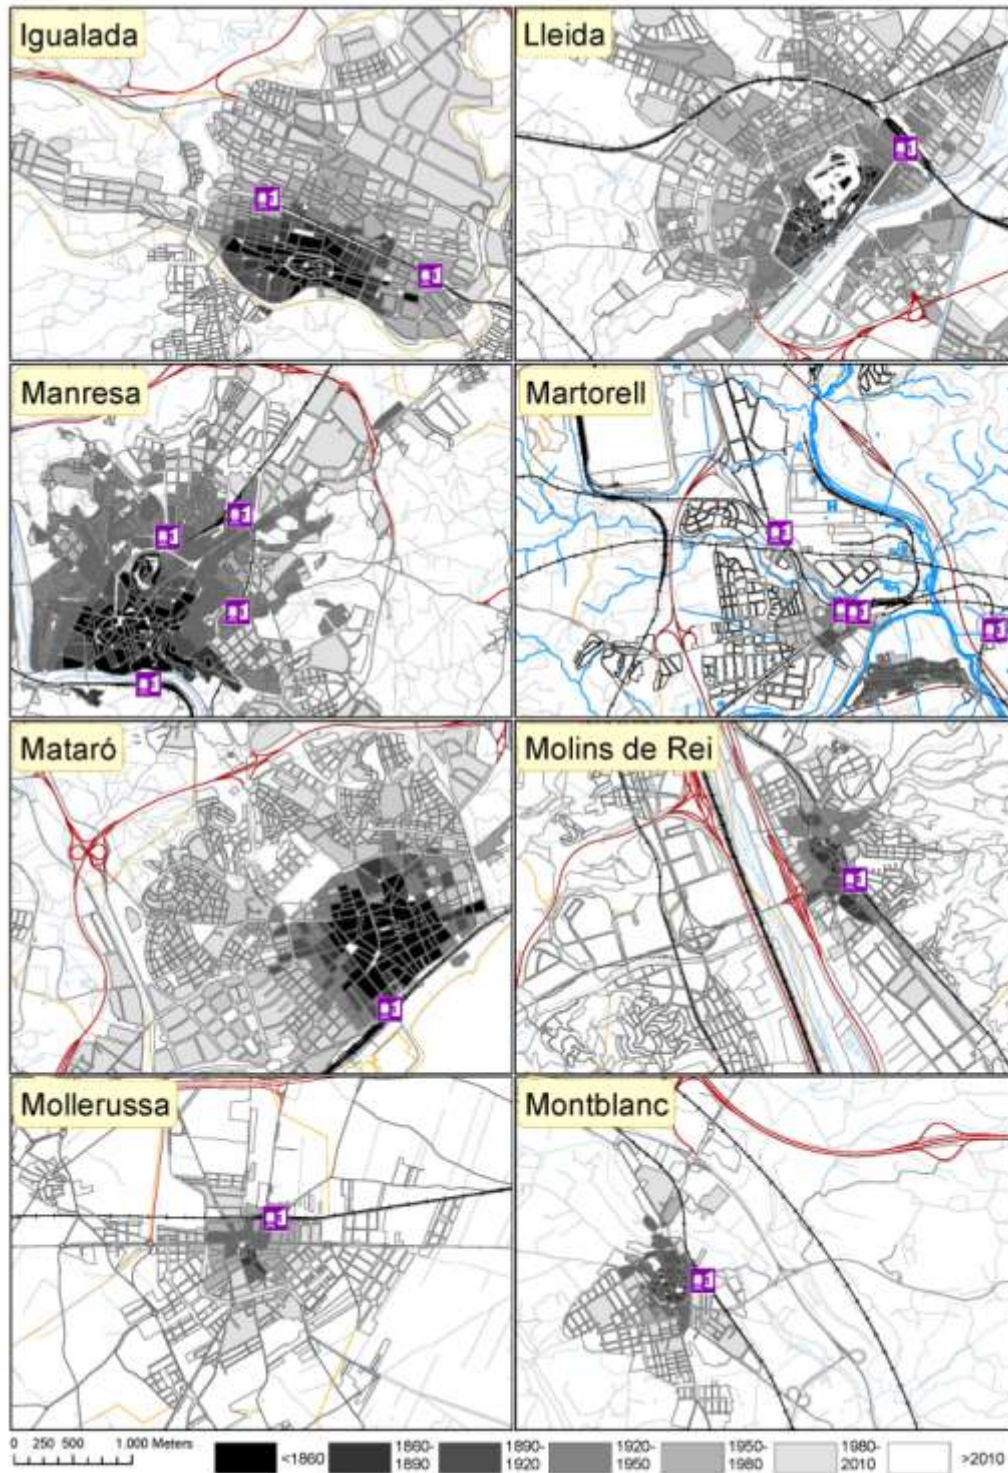 Igualada
Lleida
Manresa
Martorell
Mataró
Molins de Rei
Mollerussa
Montblanc
0 250 500 1.000 Meters
<1860
1860-
1890
1890-
1920
1920-
1950
1950-
1980
1980-
2010
>2010